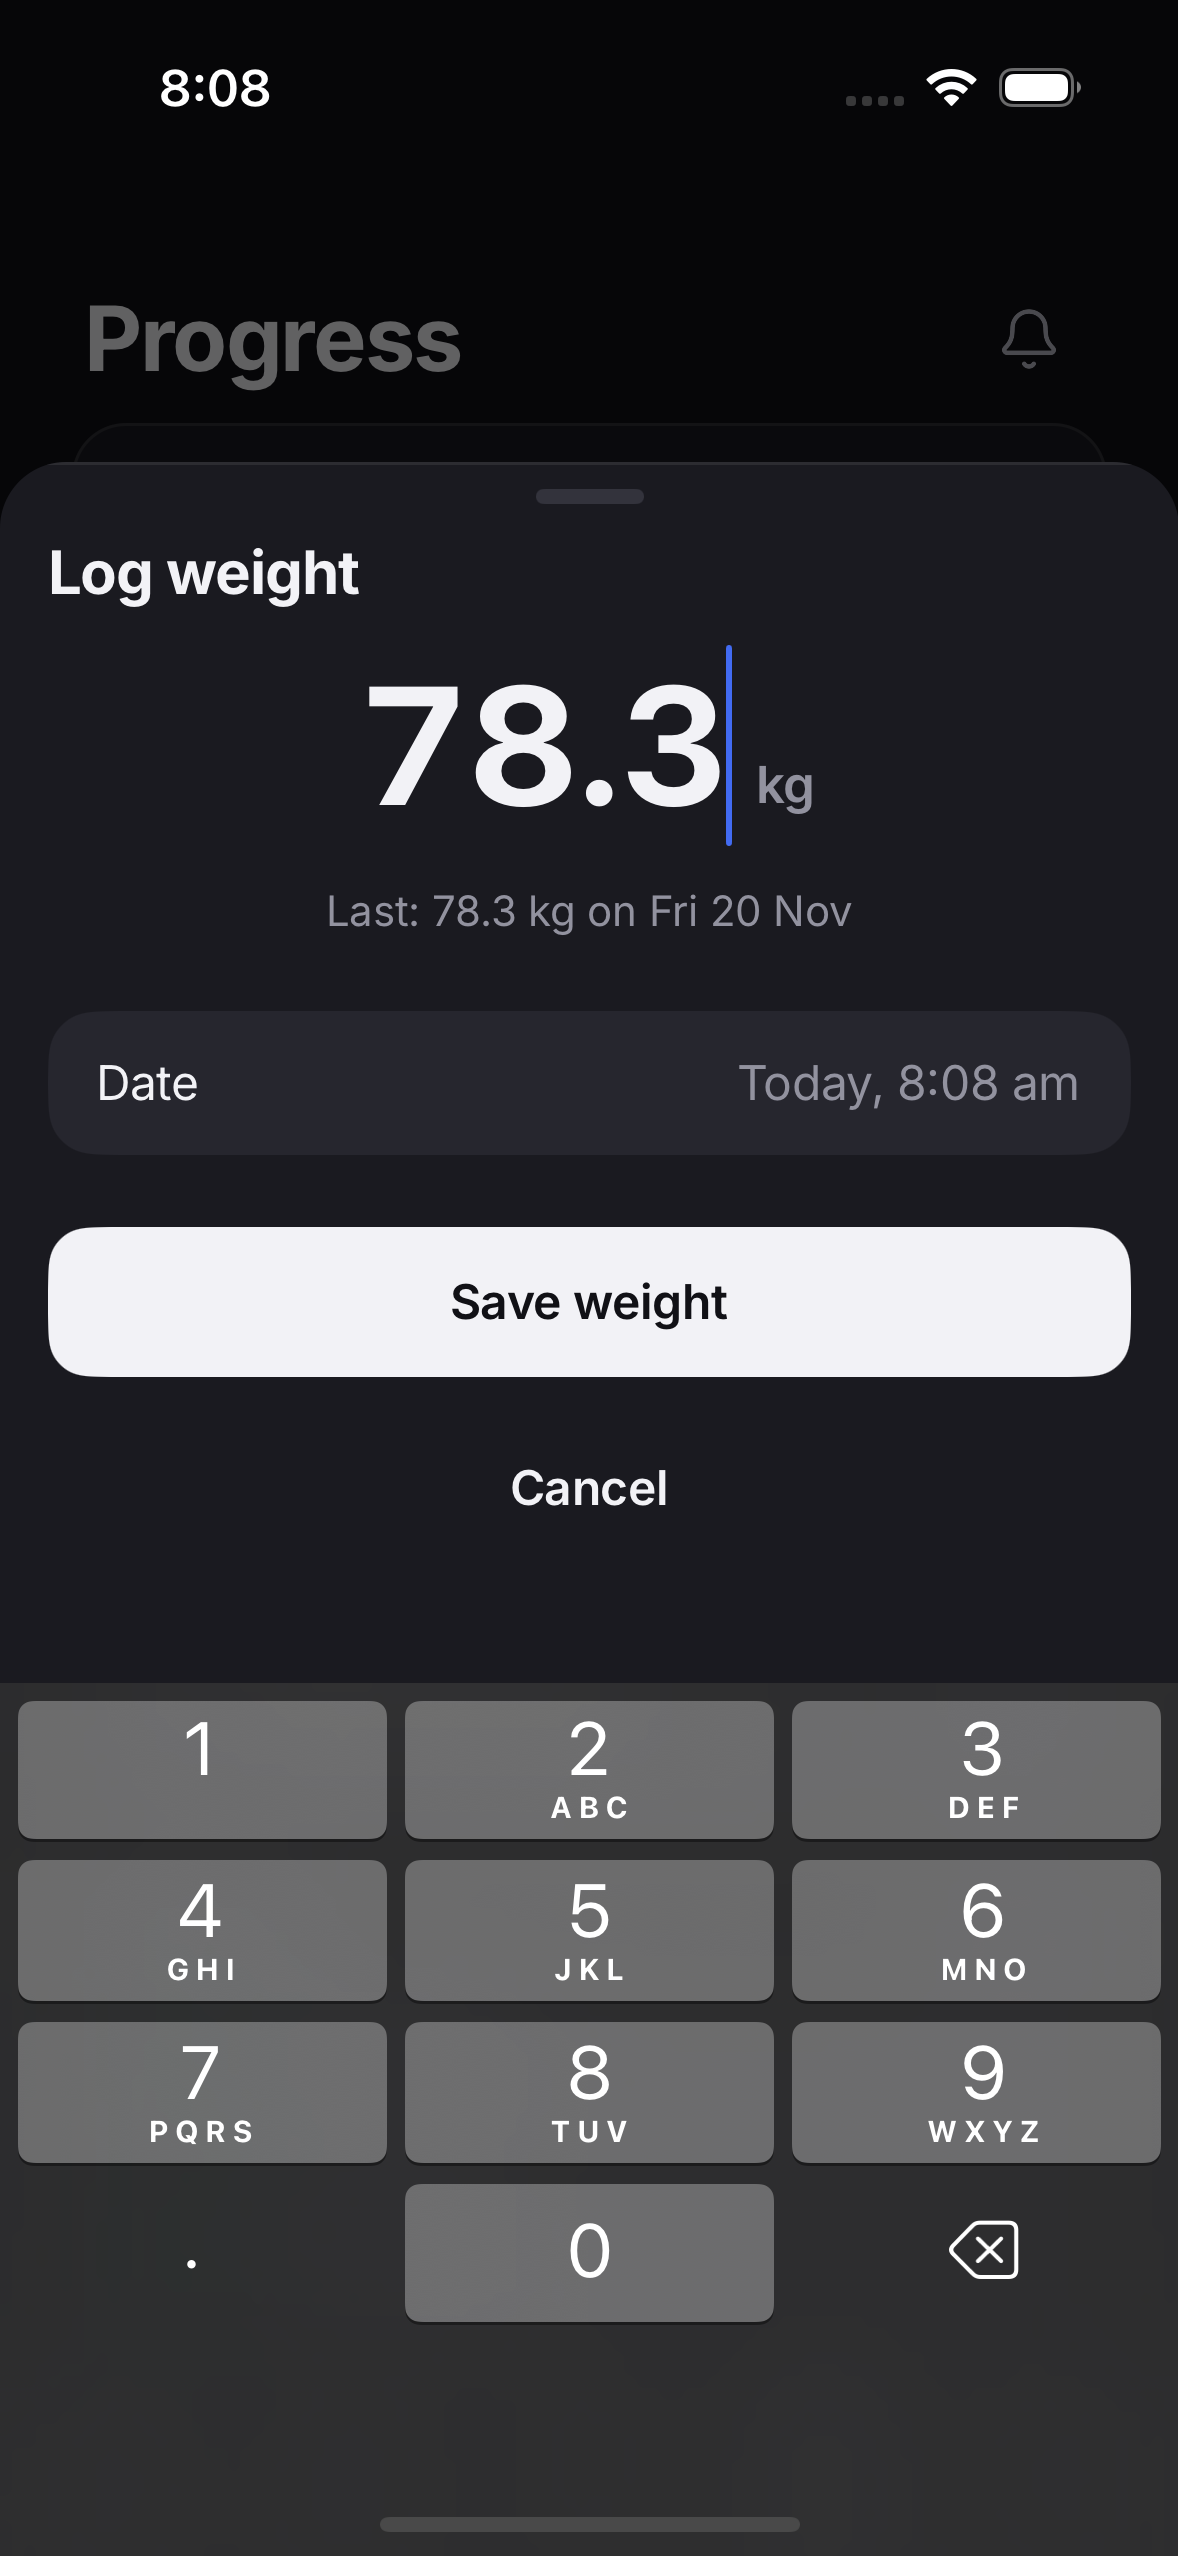 8:08
Progress
Log weight
78.3 kg
Last: 78.3 kg on Fri 20 Nov
Date Today, 8:08 am
Save weight
Cancel
1 2 3
ABC DEF
4 5 6
GHI JKL MNO
7 8 9
PQRS TUV WXYZ
. 0